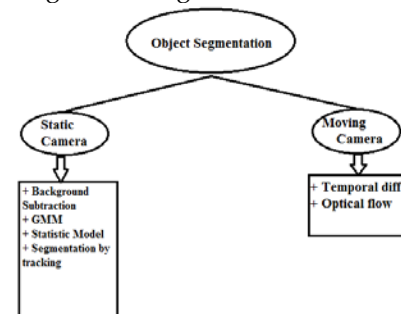 Object Segmentation
Static
Camera
Moving
Camera
+ Background
Subtraction
+ GMM
+ Statistic Model
+ Segmentation by
tracking
+ Temporal diff
+ Optical flow